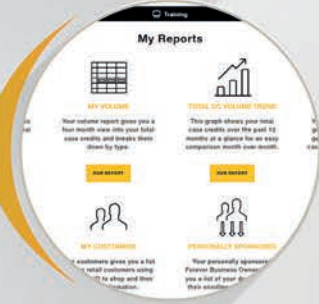 Training
My Reports
MY VOLUME
Your volume report gives you a
four month view into your total
case credits and breaks them
down by type.
RUN REPORT
TOTAL CC VOLUME TREND
This graph shows your total
case credits over the past 13
months at a glance for an easy
comparison month over month.
RUN REPORT
MY CUSTOMERS
customers gives you a list
retail customers using
to shop and their
PERSONALLY SPONSORED
Your personally sponsored
Forever Business Owners
you a list of your
their